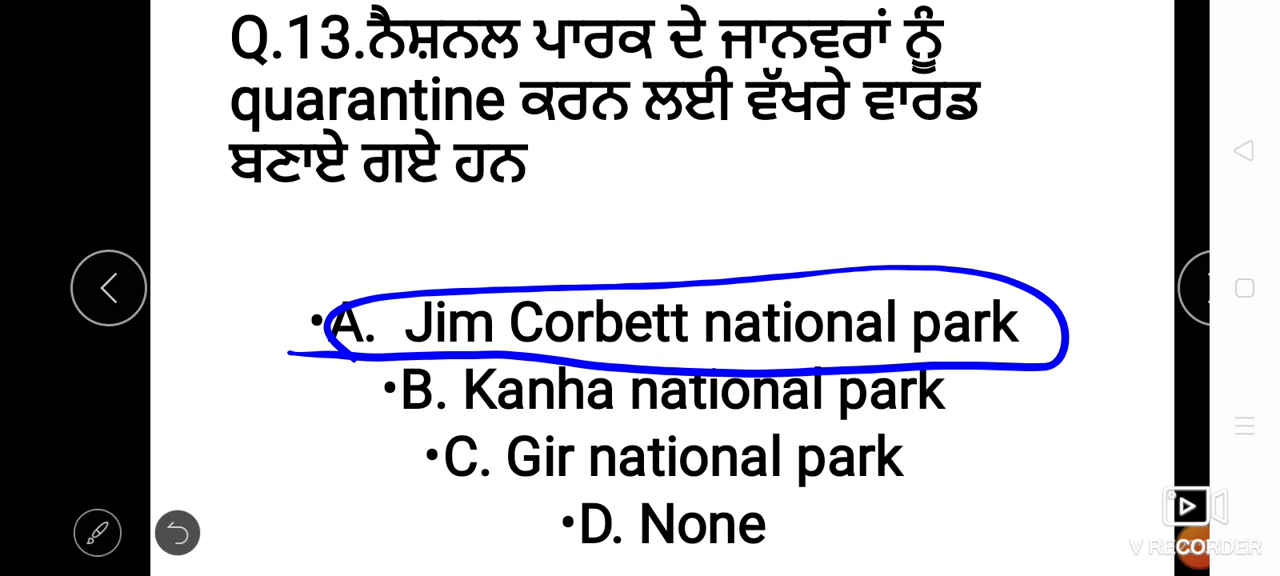 Q.13.ਨੈਸ਼ਨਲ ਪਾਰਕ ਦੇ ਜਾਨਵਰਾਂ ਨੂੰ
quarantine ਕਰਨ ਲਈ ਵੱਖਰੇ ਵਾਰਡ
ਬਣਾਏ ਗਏ ਹਨ
•A. Jim Corbett national park
•B. Kanha national park
•C. Gir national park
•D. None
V RECORDER